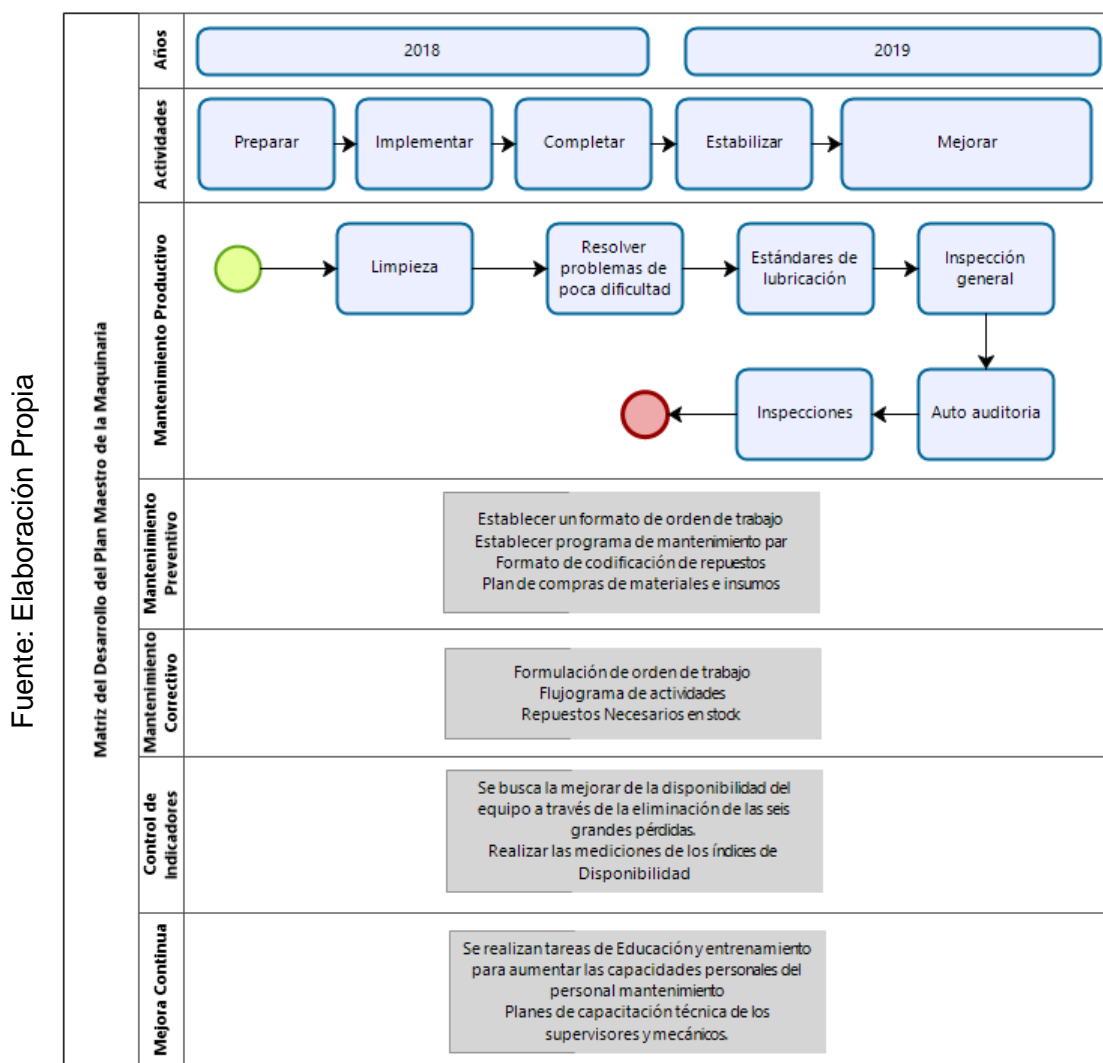 Fuente: Elaboración Propia
Matriz del Desarrollo del Plan Maestro de la Maquinaria
Años
2018
2019
Actividades
Preparar
Implementar
Completar
Estabilizar
Mejorar
Mantenimiento Productivo
Limpieza
Resolver
problemas de
poca dificultad
Estándares de
lubricación
Inspección
general
Inspecciones
Auto auditoria
Mantenimiento
Preventivo
Establecer un formato de orden de trabajo
Establecer programa de mantenimiento par
Formato de codificación de repuestos
Plan de compras de materiales e insumos
Mantenimiento
Correctivo
Formulación de orden de trabajo
Flujograma de actividades
Repuestos Necesarios en stock
Control de
Indicadores
Se busca la mejorar de la disponibilidad del
equipo a través de la eliminación de las seis
grandes pérdidas.
Realizar las mediciones de los índices de
Disponibilidad
Mejora Continua
Se realizan tareas de Educación y entrenamiento
para aumentar las capacidades personales del
personal mantenimiento
Planes de capacitación técnica de los
supervisores y mecánicos.